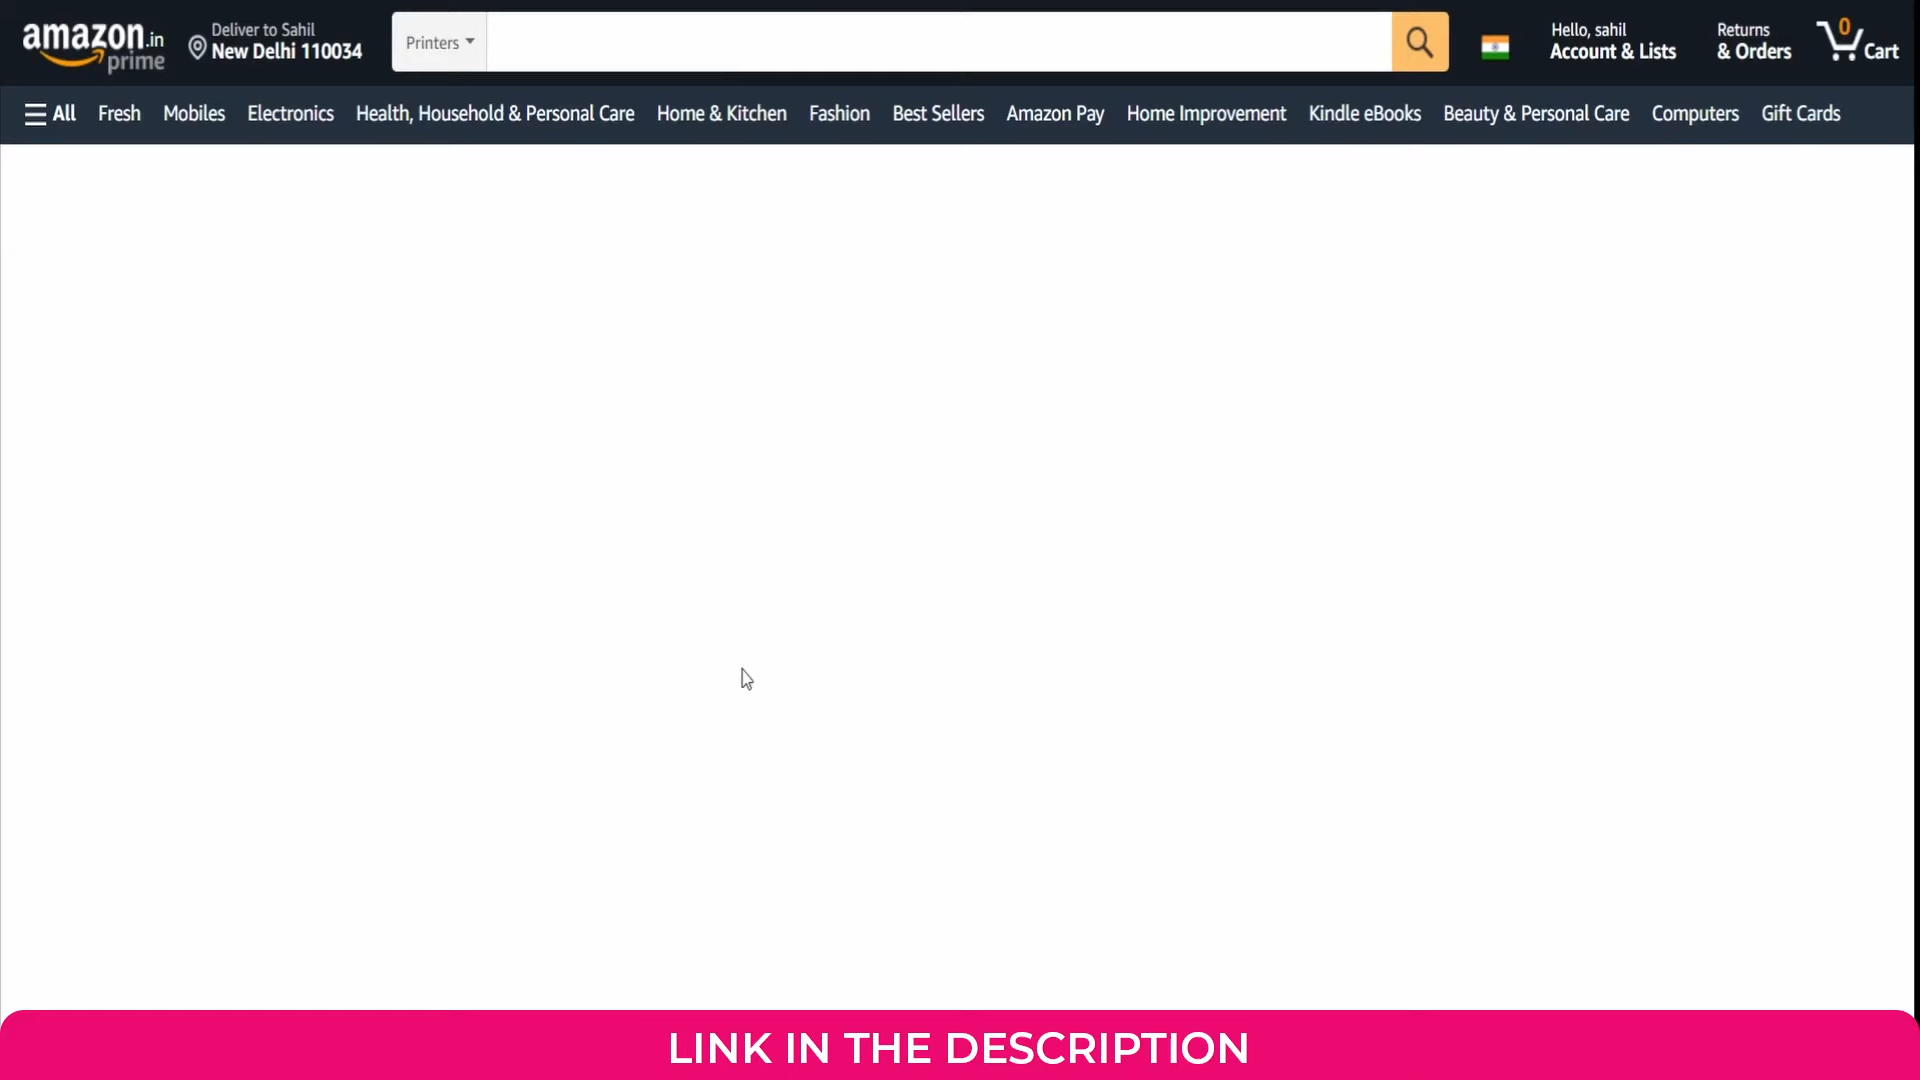 amazon.in
prime
Deliver to Sahil
New Delhi 110034
Printers
Hello, sahil
Account & Lists
Returns
& Orders
0
Cart
All Fresh Mobiles Electronics Health, Household & Personal Care Home & Kitchen Fashion Best Sellers Amazon Pay Home Improvement Kindle eBooks Beauty & Personal Care Computers Gift Cards
LINK IN THE DESCRIPTION